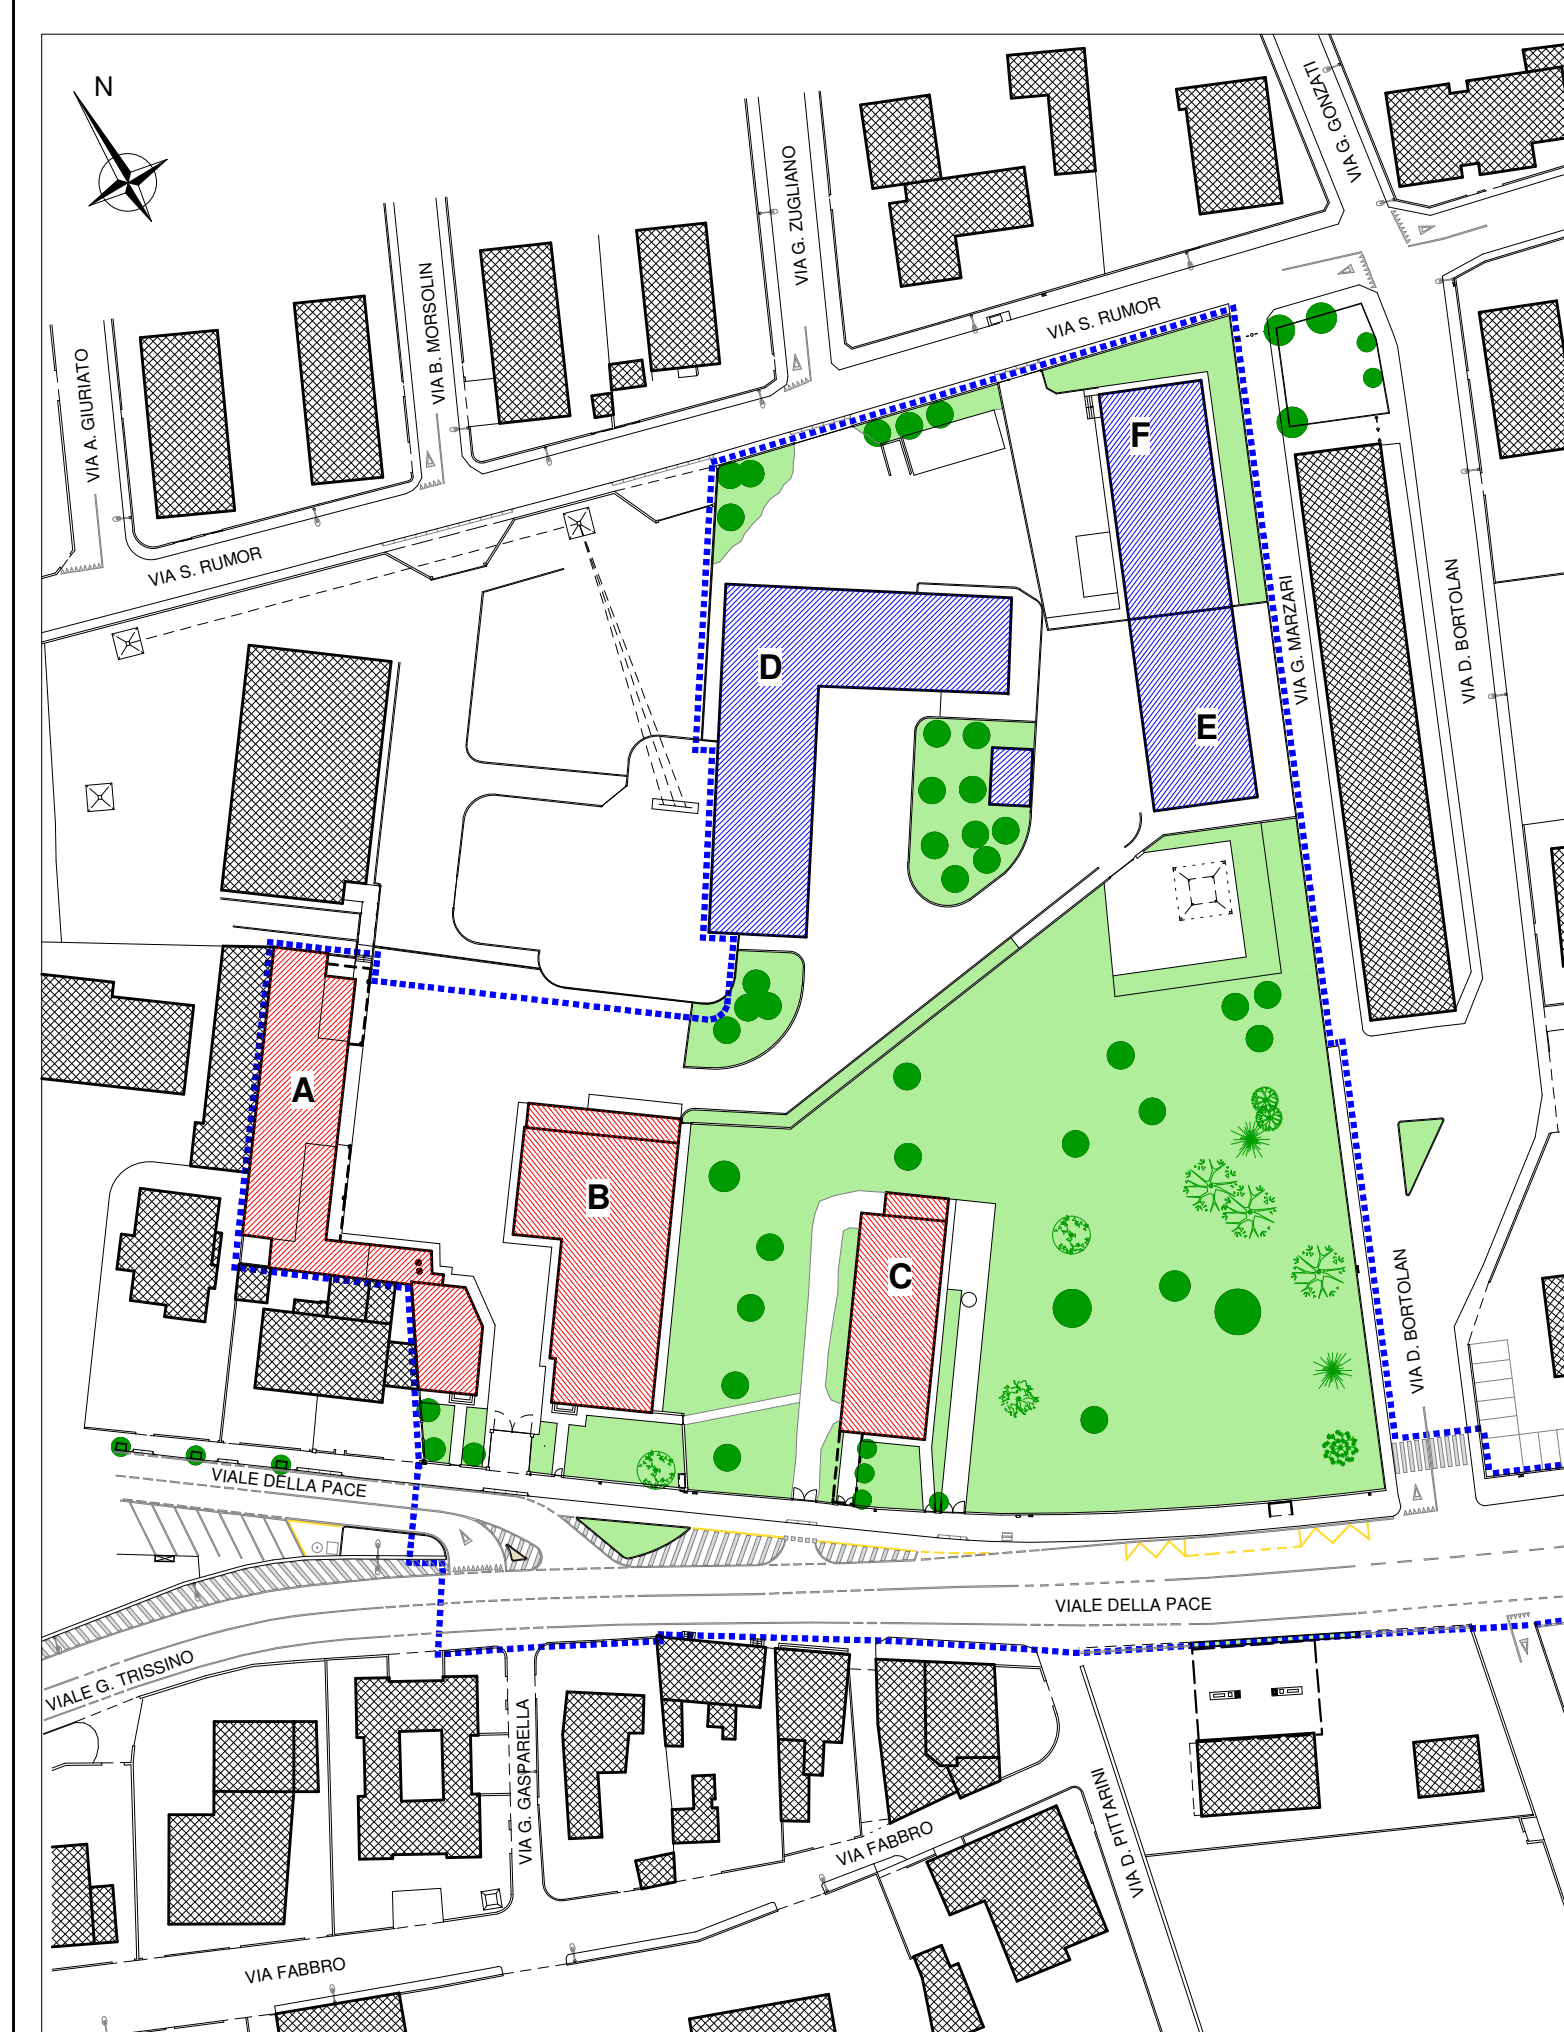 N
VIA G. GONZATI
VIA G. ZUGLIANO
VIA B. MORSOLIN
VIA S. RUMOR
VIA A. GIURIATO
F
VIA S. RUMOR
VIA G. MARZARI
VIA D. BORTOLAN
D
E
A
B
C
VIA D. BORTOLAN
VIALE DELLA PACE
VIALE DELLA PACE
VIALE G. TRISSINO
VIA G. GASPARELLA
VIA D. PITTARINI
VIA FABBRO
VIA FABBRO